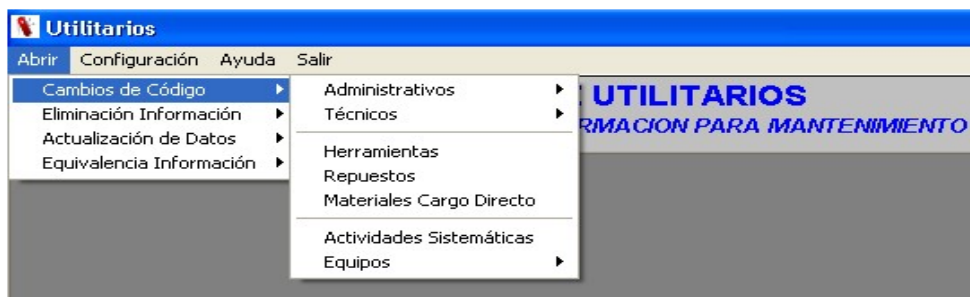 Utilitarios
Abrir Configuración Ayuda Salir
Cambios de Código
Eliminación Información
Actualización de Datos
Equivalencia Información
Administrativos
Técnicos
Herramientas
Repuestos
Materiales Cargo Directo
Actividades Sistemáticas
Equipos
UTILITARIOS
RMACION PARA MANTENIMIENTO